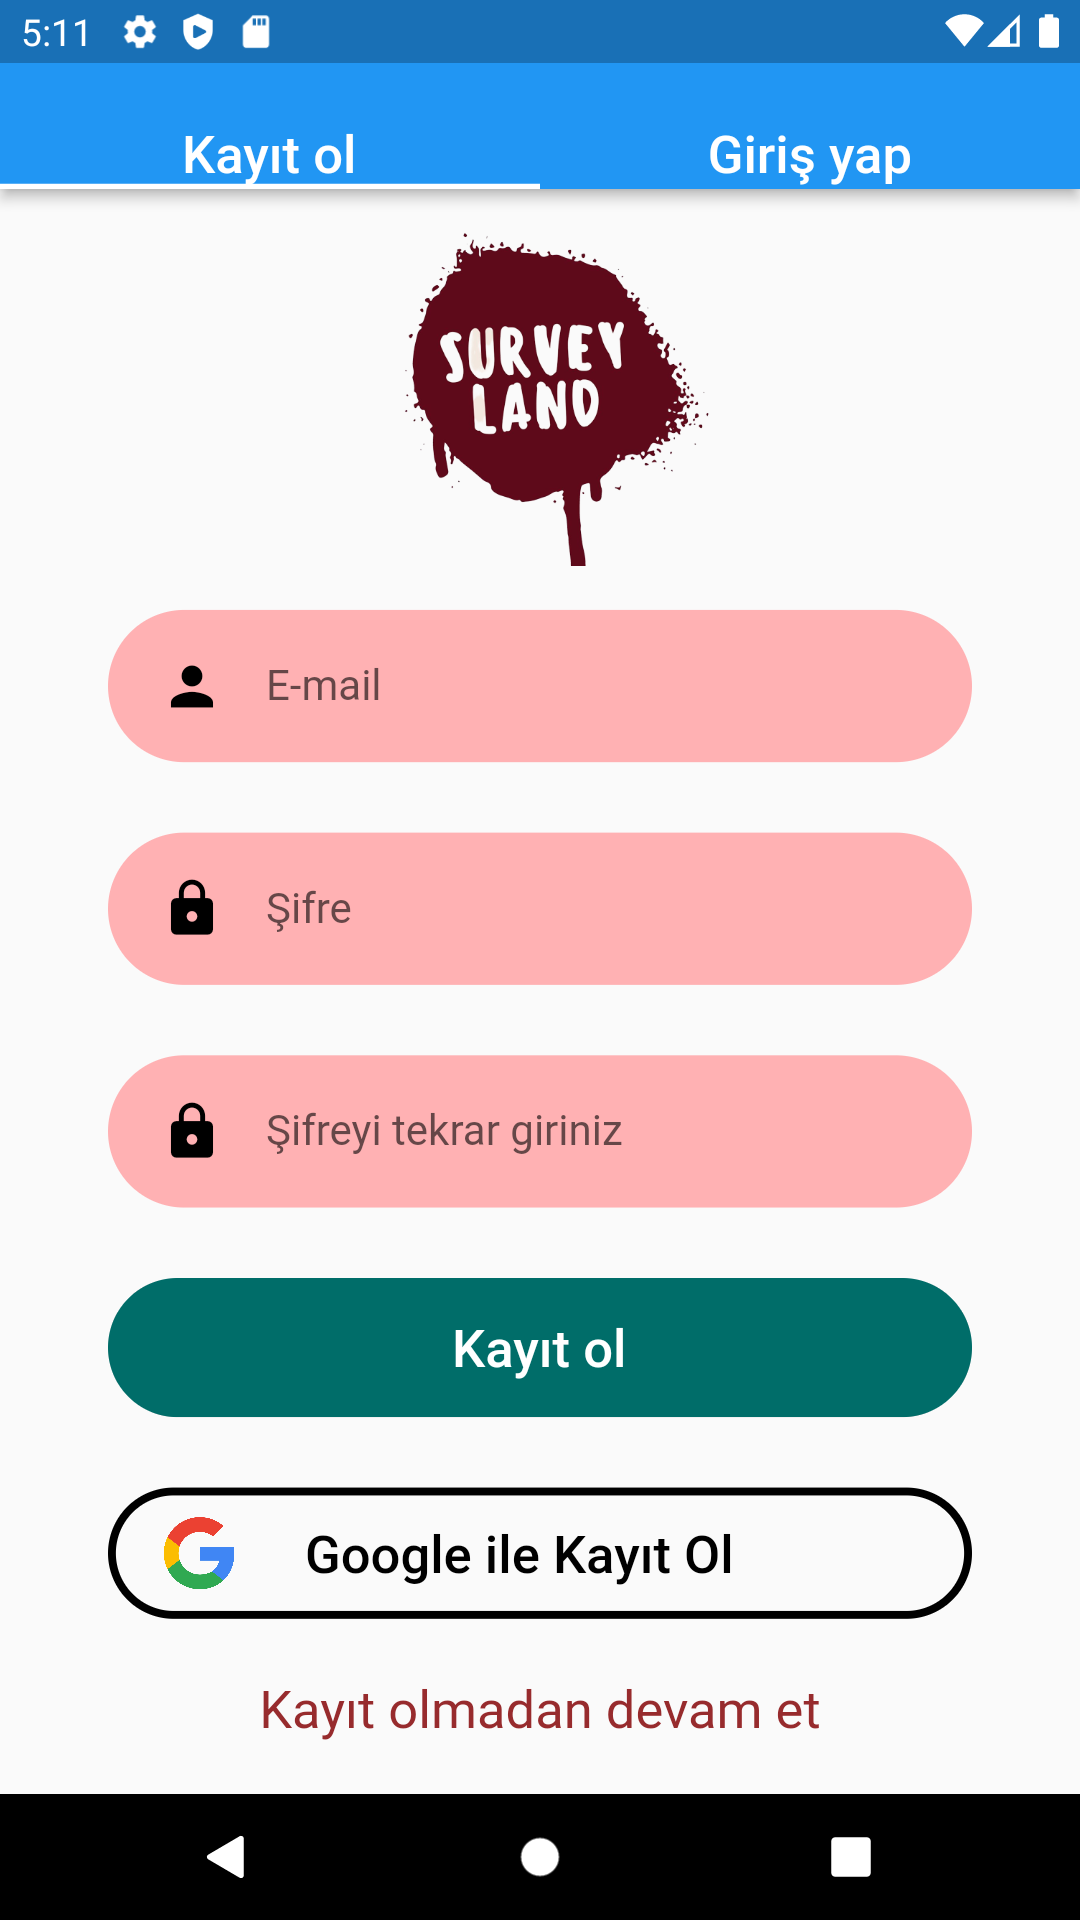 5:11
Kayıt ol
Giriş yap
SURVEY
LAND
E-mail
Şifre
Şifreyi tekrar giriniz
Kayıt ol
Google ile Kayıt Ol
Kayıt olmadan devam et